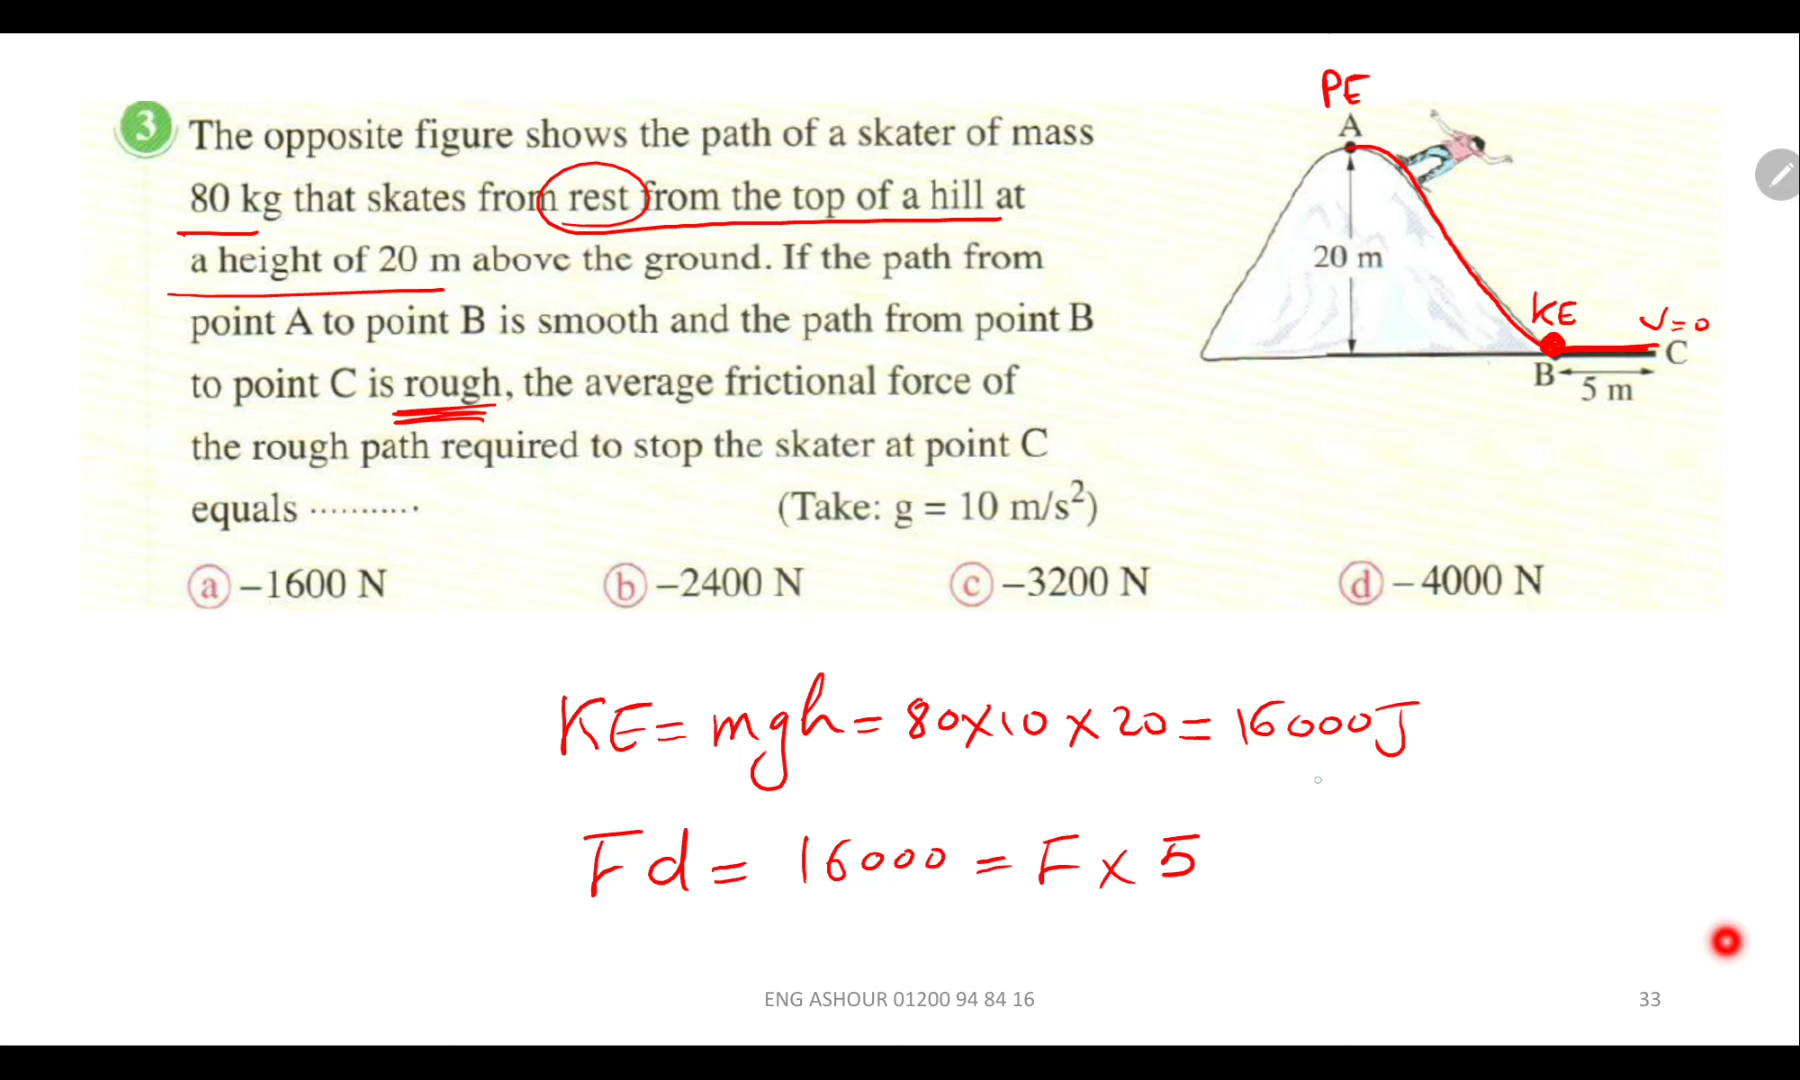 3 The opposite figure shows the path of a skater of mass
80 kg that skates from rest from the top of a hill at
a height of 20 m above the ground. If the path from
point A to point B is smooth and the path from point B
to point C is rough, the average frictional force of
the rough path required to stop the skater at point C
equals ...........
(Take: g = 10 m/s²)
PE
A
20 m
KE
V=0
C
B
5 m
a –1600 N
b –2400 N
c –3200 N
d –4000 N
KE = mgh = 80×10×20 = 16000J
Fd = 16000 = F×5
ENG ASHOUR 01200 94 84 16
33